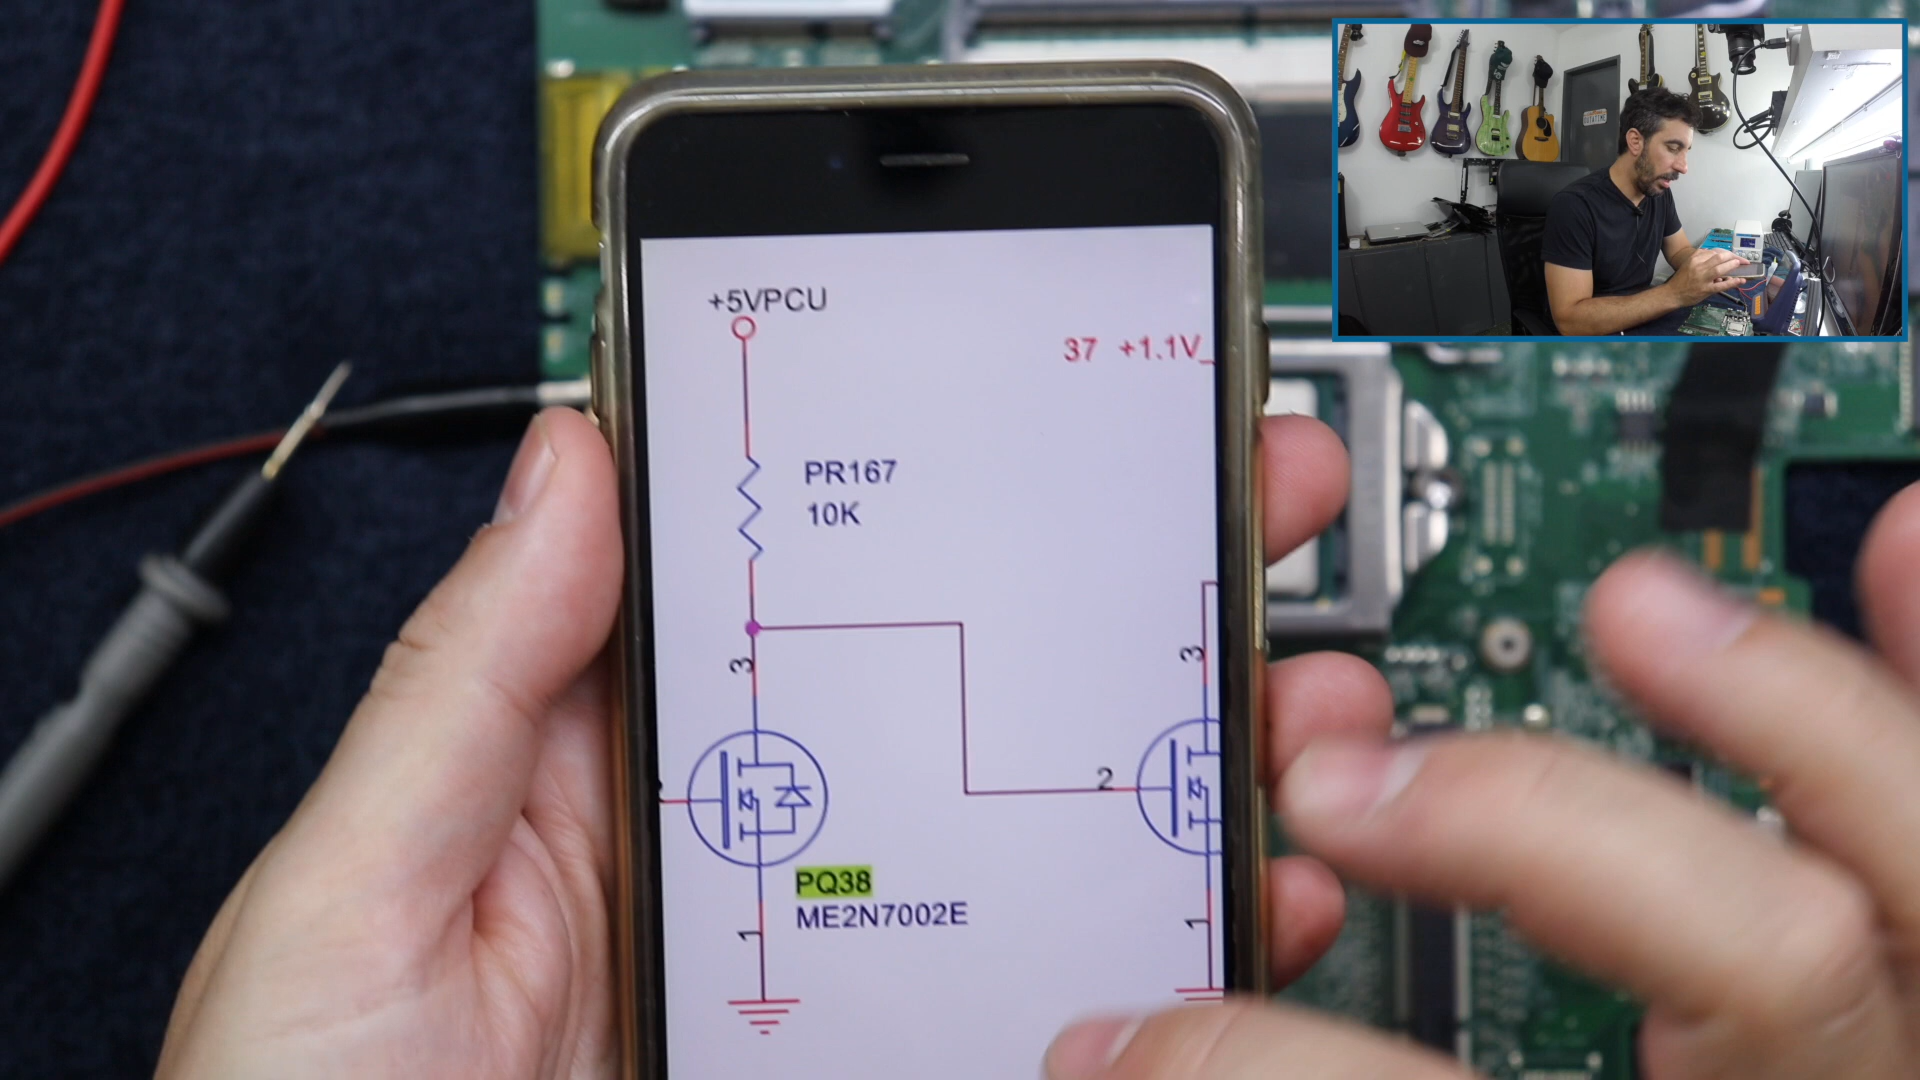 +5VPCU
37 +1.1V_
PR167
10K
3
3
2
PQ38
ME2N7002E
1
1